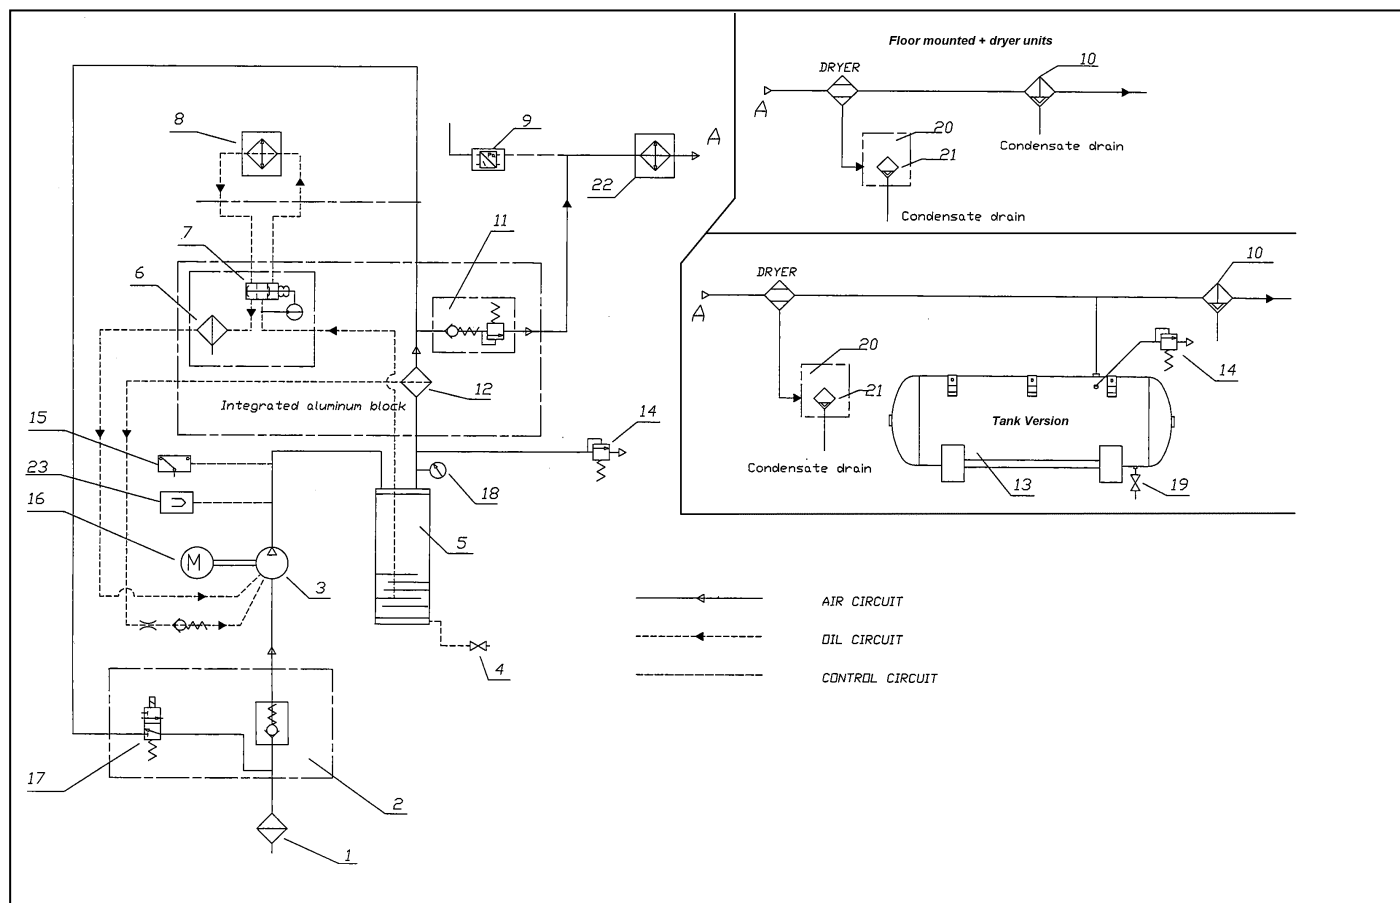 Floor mounted + dryer units
DRYER
10
A
20
21
Condensate drain
Condensate drain
8
9
A
22
7
11
6
12
Integrated aluminum block
15
23
16
14
18
5
3
4
17
2
1
DRYER
10
A
20
21
14
Tank Version
Condensate drain
13
19
AIR CIRCUIT
OIL CIRCUIT
CONTROL CIRCUIT
M